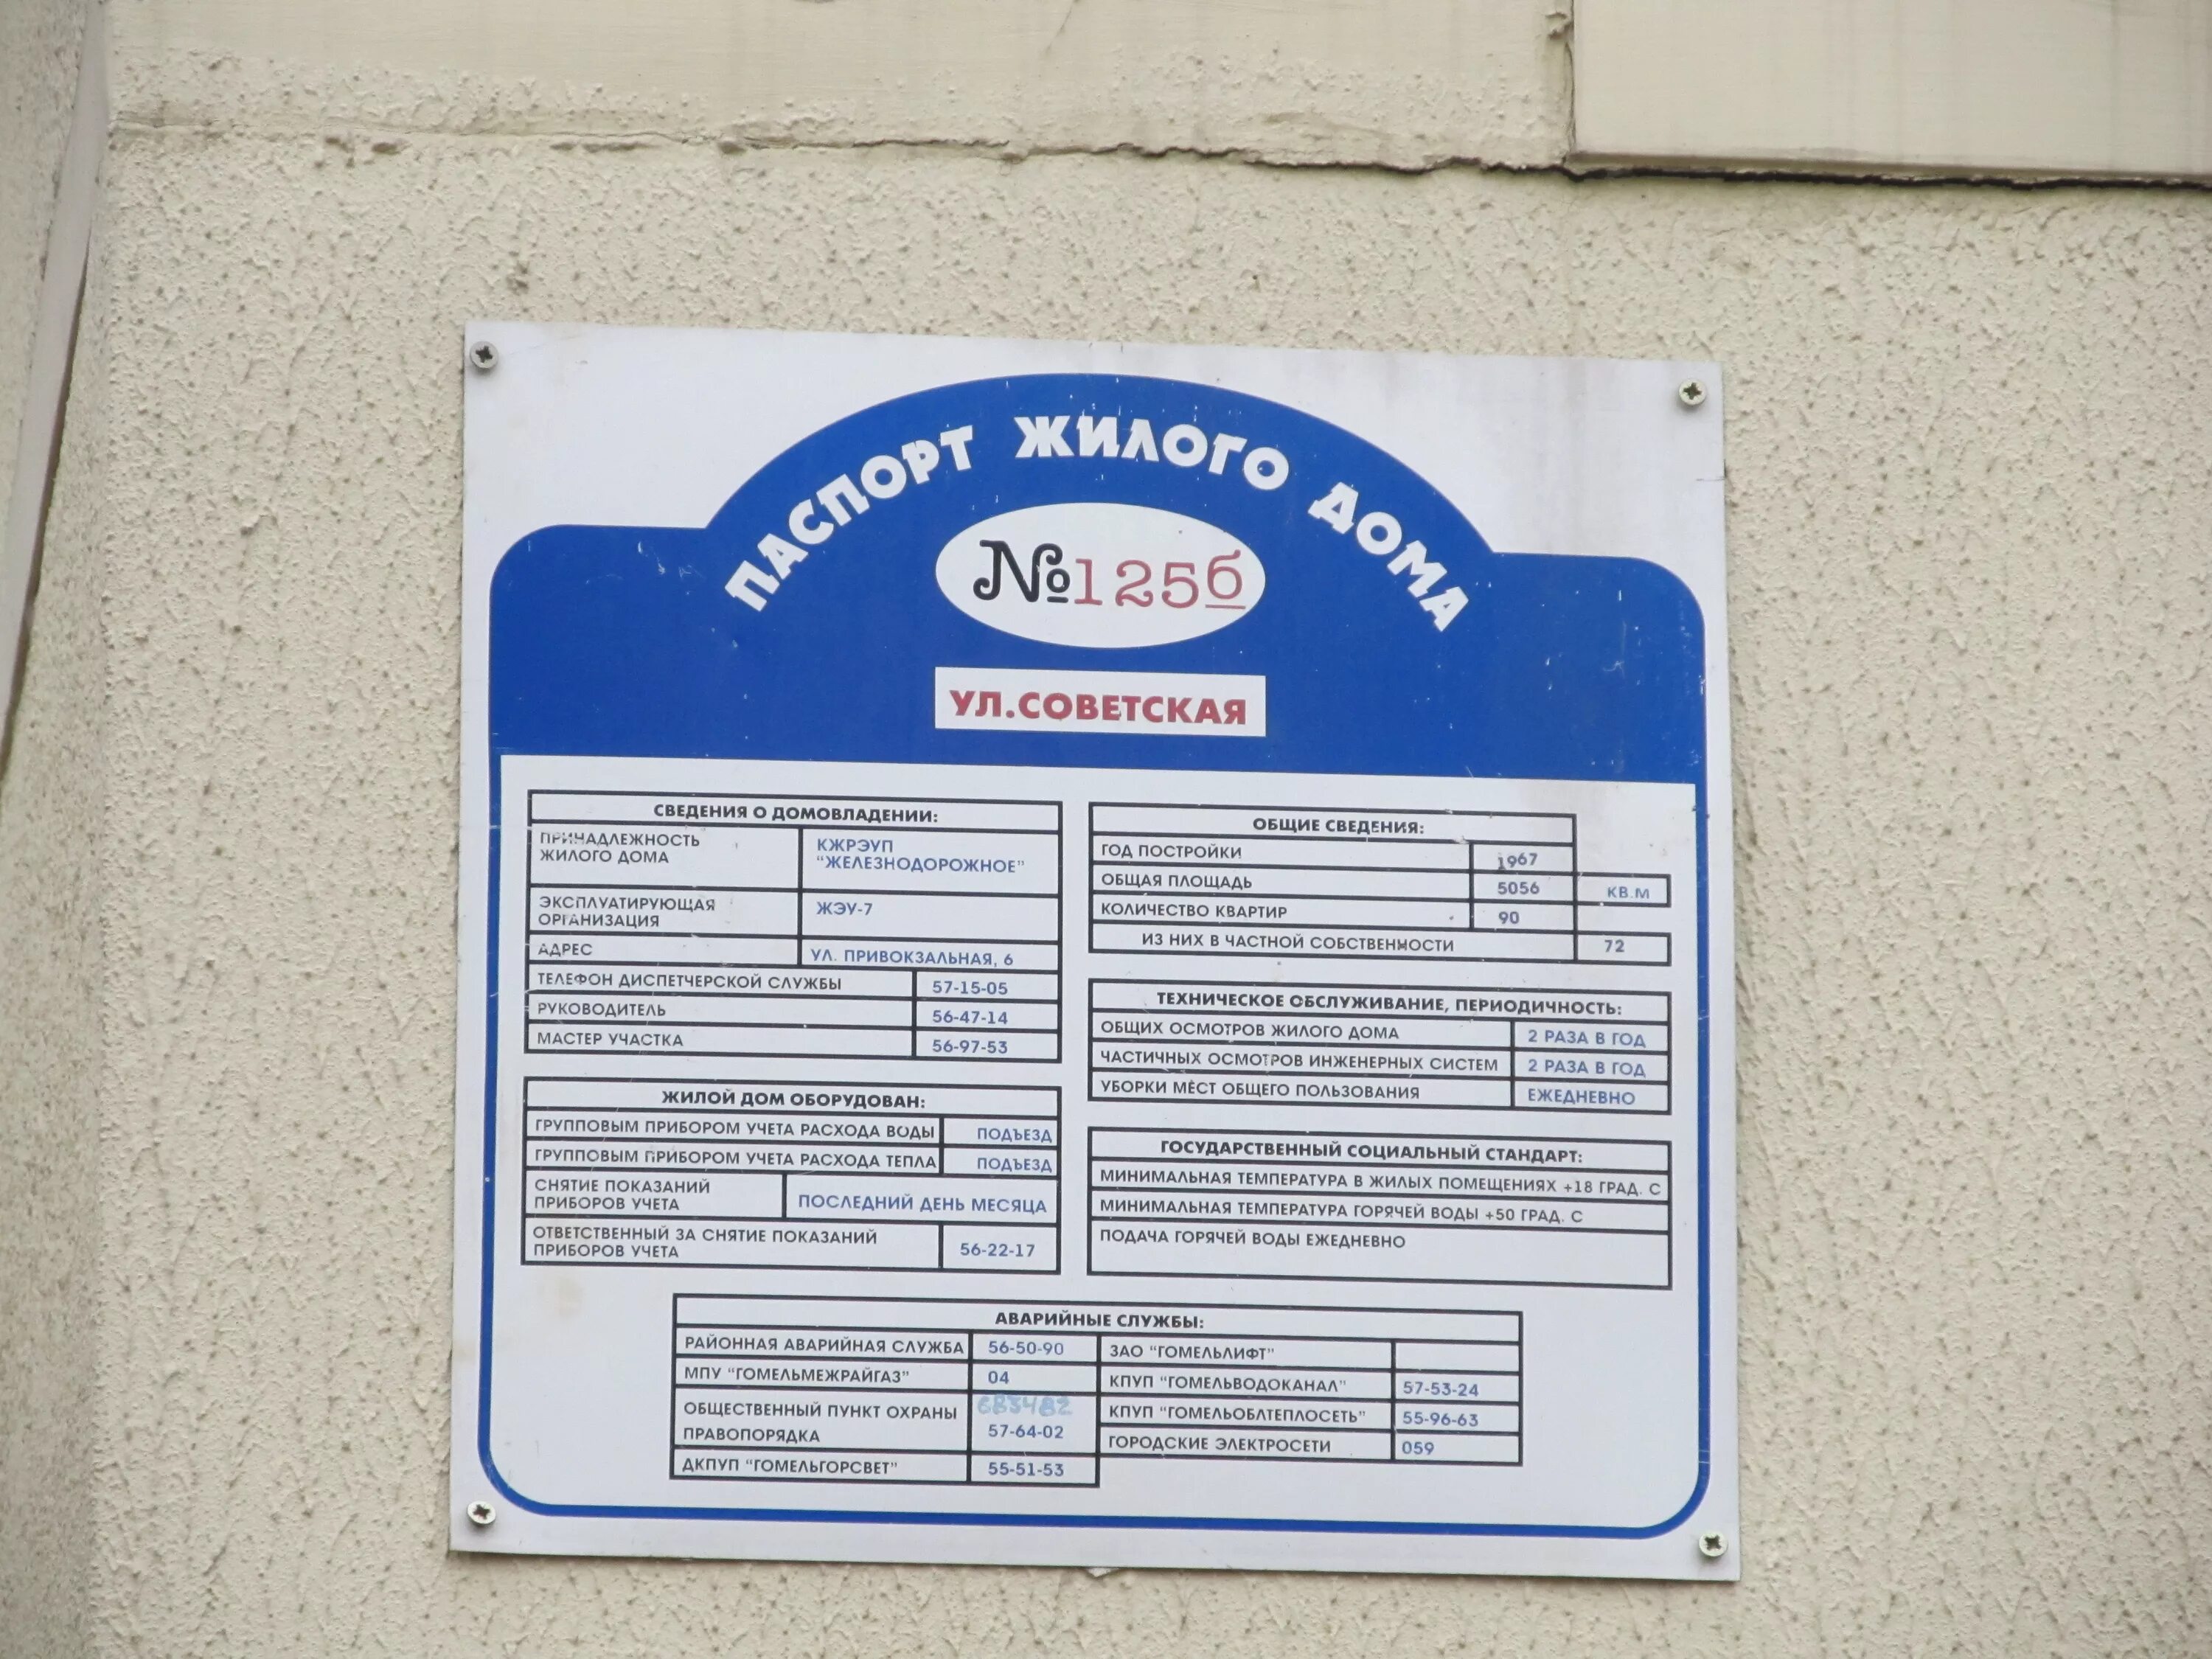 ПАСПОРТ ЖИЛОГО ДОМА
№125б
УЛ.СОВЕТСКАЯ
СВЕДЕНИЯ О ДОМОВЛАДЕНИИ:
ПРИНАДЛЕЖНОСТЬ
ЖИЛОГО ДОМА
КЖРЭУП
"ЖЕЛЕЗНОДОРОЖНОЕ"
ЭКСПЛУАТИРУЮЩАЯ
ОРГАНИЗАЦИЯ
ЖЭУ-7
АДРЕС УЛ. ПРИВОКЗАЛЬНАЯ, 6
ТЕЛЕФОН ДИСПЕТЧЕРСКОЙ СЛУЖБЫ 57-15-05
РУКОВОДИТЕЛЬ 56-47-14
МАСТЕР УЧАСТКА 56-97-53
ЖИЛОЙ ДОМ ОБОРУДОВАН:
ГРУППОВЫМ ПРИБОРОМ УЧЕТА РАСХОДА ВОДЫ ПОДЪЕЗД
ГРУППОВЫМ ПРИБОРОМ УЧЕТА РАСХОДА ТЕПЛА ПОДЪЕЗД
СНЯТИЕ ПОКАЗАНИЙ
ПРИБОРОВ УЧЕТА
ПОСЛЕДНИЙ ДЕНЬ МЕСЯЦА
ОТВЕТСТВЕННЫЙ ЗА СНЯТИЕ ПОКАЗАНИЙ
ПРИБОРОВ УЧЕТА
56-22-17
ОБЩИЕ СВЕДЕНИЯ:
ГОД ПОСТРОЙКИ 1967
ОБЩАЯ ПЛОЩАДЬ 5056 КВ.М
КОЛИЧЕСТВО КВАРТИР 90
ИЗ НИХ В ЧАСТНОЙ СОБСТВЕННОСТИ 72
ТЕХНИЧЕСКОЕ ОБСЛУЖИВАНИЕ, ПЕРИОДИЧНОСТЬ:
ОБЩИХ ОСМОТРОВ ЖИЛОГО ДОМА 2 РАЗА В ГОД
ЧАСТИЧНЫХ ОСМОТРОВ ИНЖЕНЕРНЫХ СИСТЕМ 2 РАЗА В ГОД
УБОРКИ МЕСТ ОБЩЕГО ПОЛЬЗОВАНИЯ ЕЖЕДНЕВНО
ГОСУДАРСТВЕННЫЙ СОЦИАЛЬНЫЙ СТАНДАРТ:
МИНИМАЛЬНАЯ ТЕМПЕРАТУРА В ЖИЛЫХ ПОМЕЩЕНИЯХ +18 ГРАД. С
МИНИМАЛЬНАЯ ТЕМПЕРАТУРА ГОРЯЧЕЙ ВОДЫ +50 ГРАД. С
ПОДАЧА ГОРЯЧЕЙ ВОДЫ ЕЖЕДНЕВНО
АВАРИЙНЫЕ СЛУЖБЫ:
РАЙОННАЯ АВАРИЙНАЯ СЛУЖБА 56-50-90
МПУ "ГОМЕЛЬМЕЖРАЙГАЗ" 04
ОБЩЕСТВЕННЫЙ ПУНКТ ОХРАНЫ
ПРАВОПОРЯДКА
57-64-02
ДКПУП "ГОМЕЛЬГОРСВЕТ" 55-51-53
ЗАО "ГОМЕЛЬЛИФТ"
КПУП "ГОМЕЛЬВОДОКАНАЛ" 57-53-24
КПУП "ГОМЕЛЬОБЛТЕПЛОСЕТЬ" 55-96-63
ГОРОДСКИЕ ЭЛЕКТРОСЕТИ 059